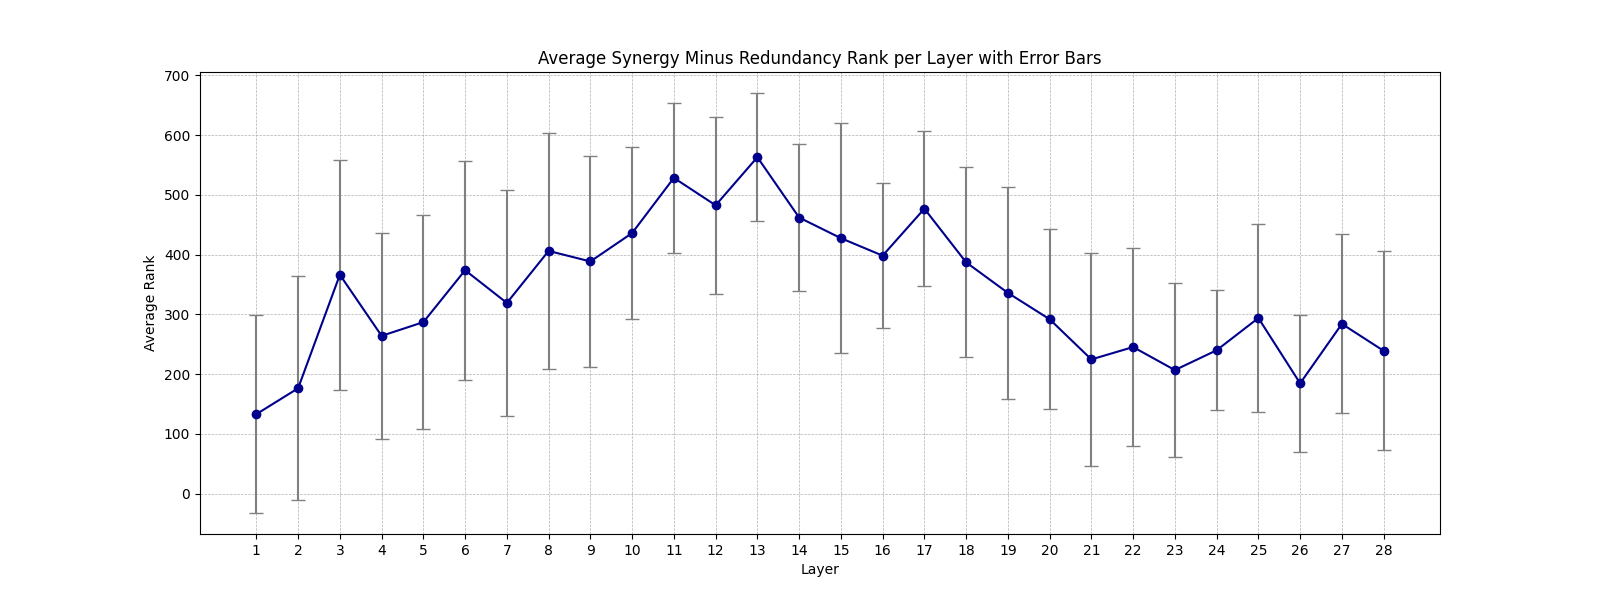 Average Synergy Minus Redundancy Rank per Layer with Error Bars
700
600
500
400
300
200
100
0
Average Rank
1 2 3 4 5 6 7 8 9 10 11 12 13 14 15 16 17 18 19 20 21 22 23 24 25 26 27 28
Layer